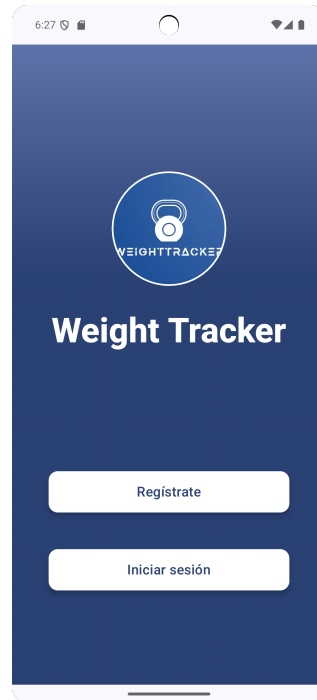 6:27
WEIGHTTRACKER
Weight Tracker
Regístrate
Iniciar sesión